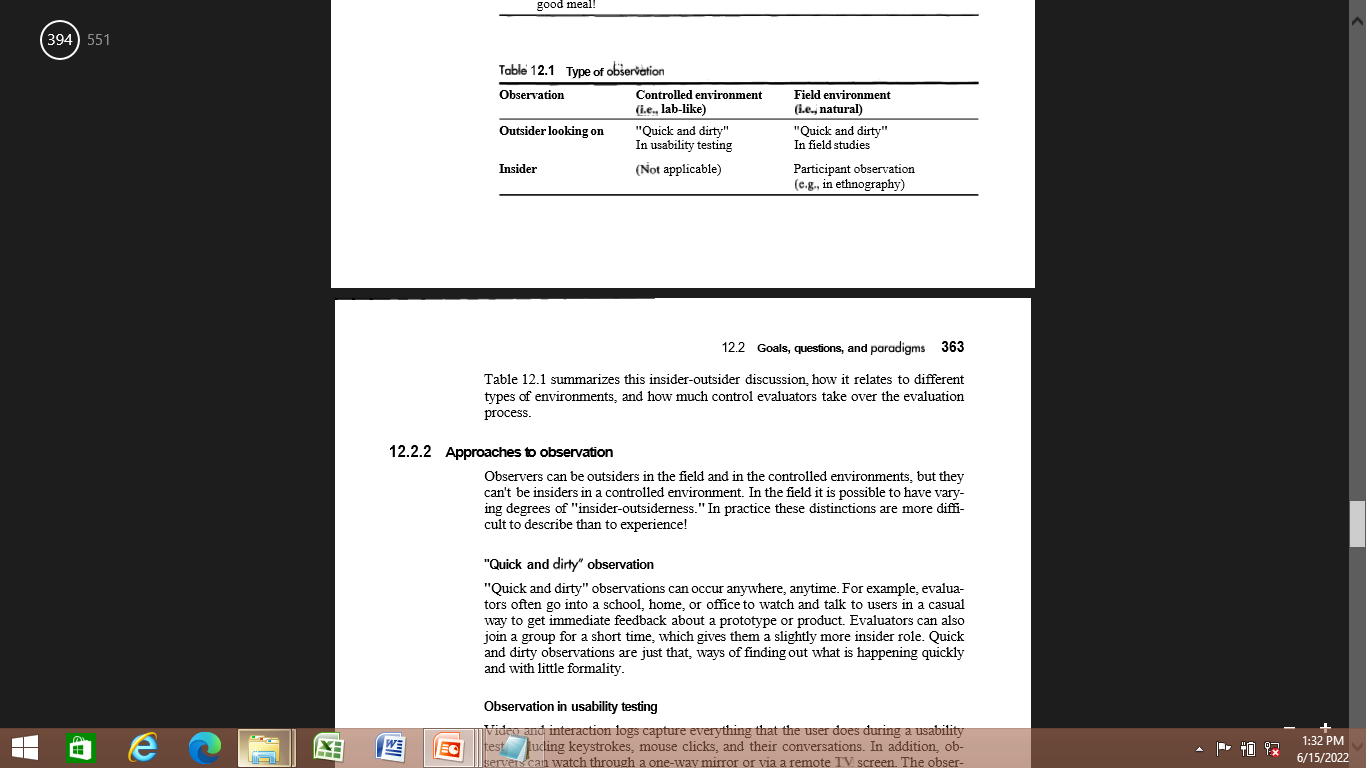 good meal!
394 551
Table 12.1 Type of observation
Observation Controlled environment Field environment
(i.e., lab-like) (i.e., natural)
Outsider looking on "Quick and dirty" "Quick and dirty"
In usability testing In field studies
Insider (Not applicable) Participant observation
(e.g., in ethnography)
12.2 Goals, questions, and paradigms 363
Table 12.1 summarizes this insider-outsider discussion, how it relates to different
types of environments, and how much control evaluators take over the evaluation
process.
12.2.2 Approaches to observation
Observers can be outsiders in the field and in the controlled environments, but they
can't be insiders in a controlled environment. In the field it is possible to have vary-
ing degrees of "insider-outsiderness." In practice these distinctions are more diffi-
cult to describe than to experience!
"Quick and dirty" observation
"Quick and dirty" observations can occur anywhere, anytime. For example, evalua-
tors often go into a school, home, or office to watch and talk to users in a casual
way to get immediate feedback about a prototype or product. Evaluators can also
join a group for a short time, which gives them a slightly more insider role. Quick
and dirty observations are just that, ways of finding out what is happening quickly
and with little formality.
Observation in usability testing
Video and interaction logs capture everything that the user does during a usability
keystrokes, mouse clicks, and their conversations. In addition, ob-
servers can watch through a one-way mirror or via a remote TV screen. The obser-
1:32 PM
6/15/2022